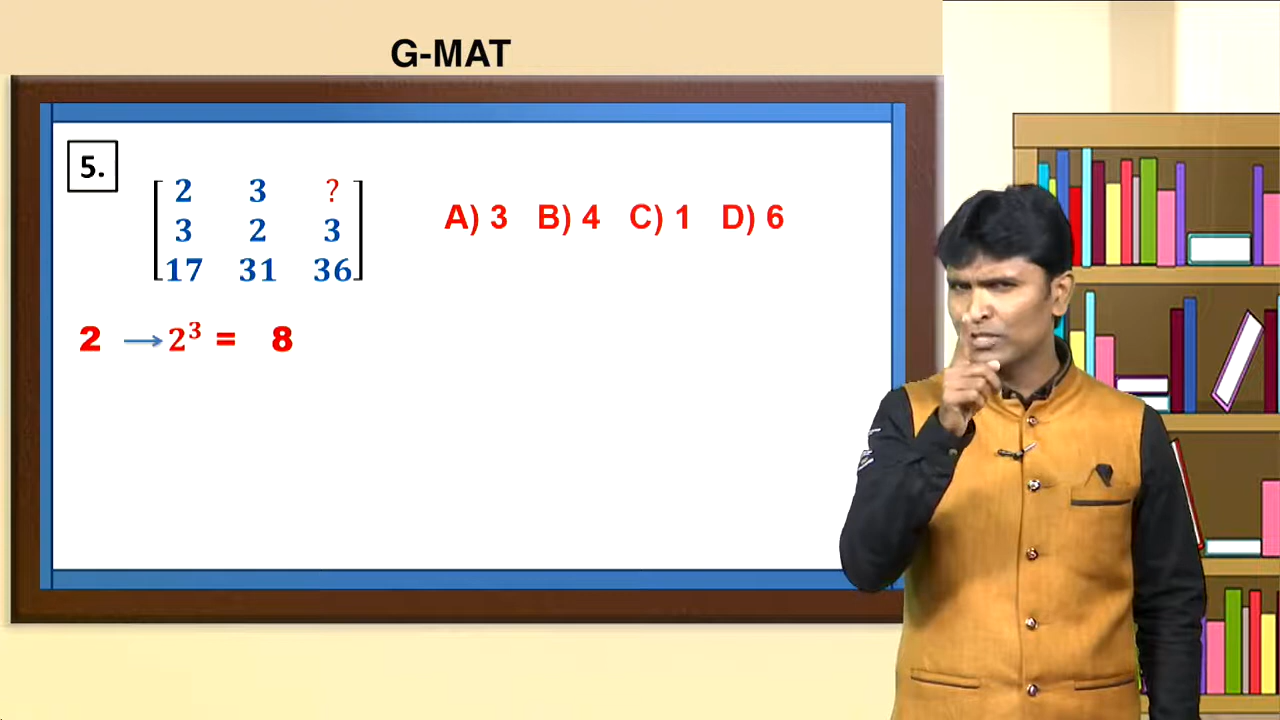 G-MAT
5.
2 3 ?
3 2 3
17 31 36
A) 3 B) 4 C) 1 D) 6
2 → 2³ = 8